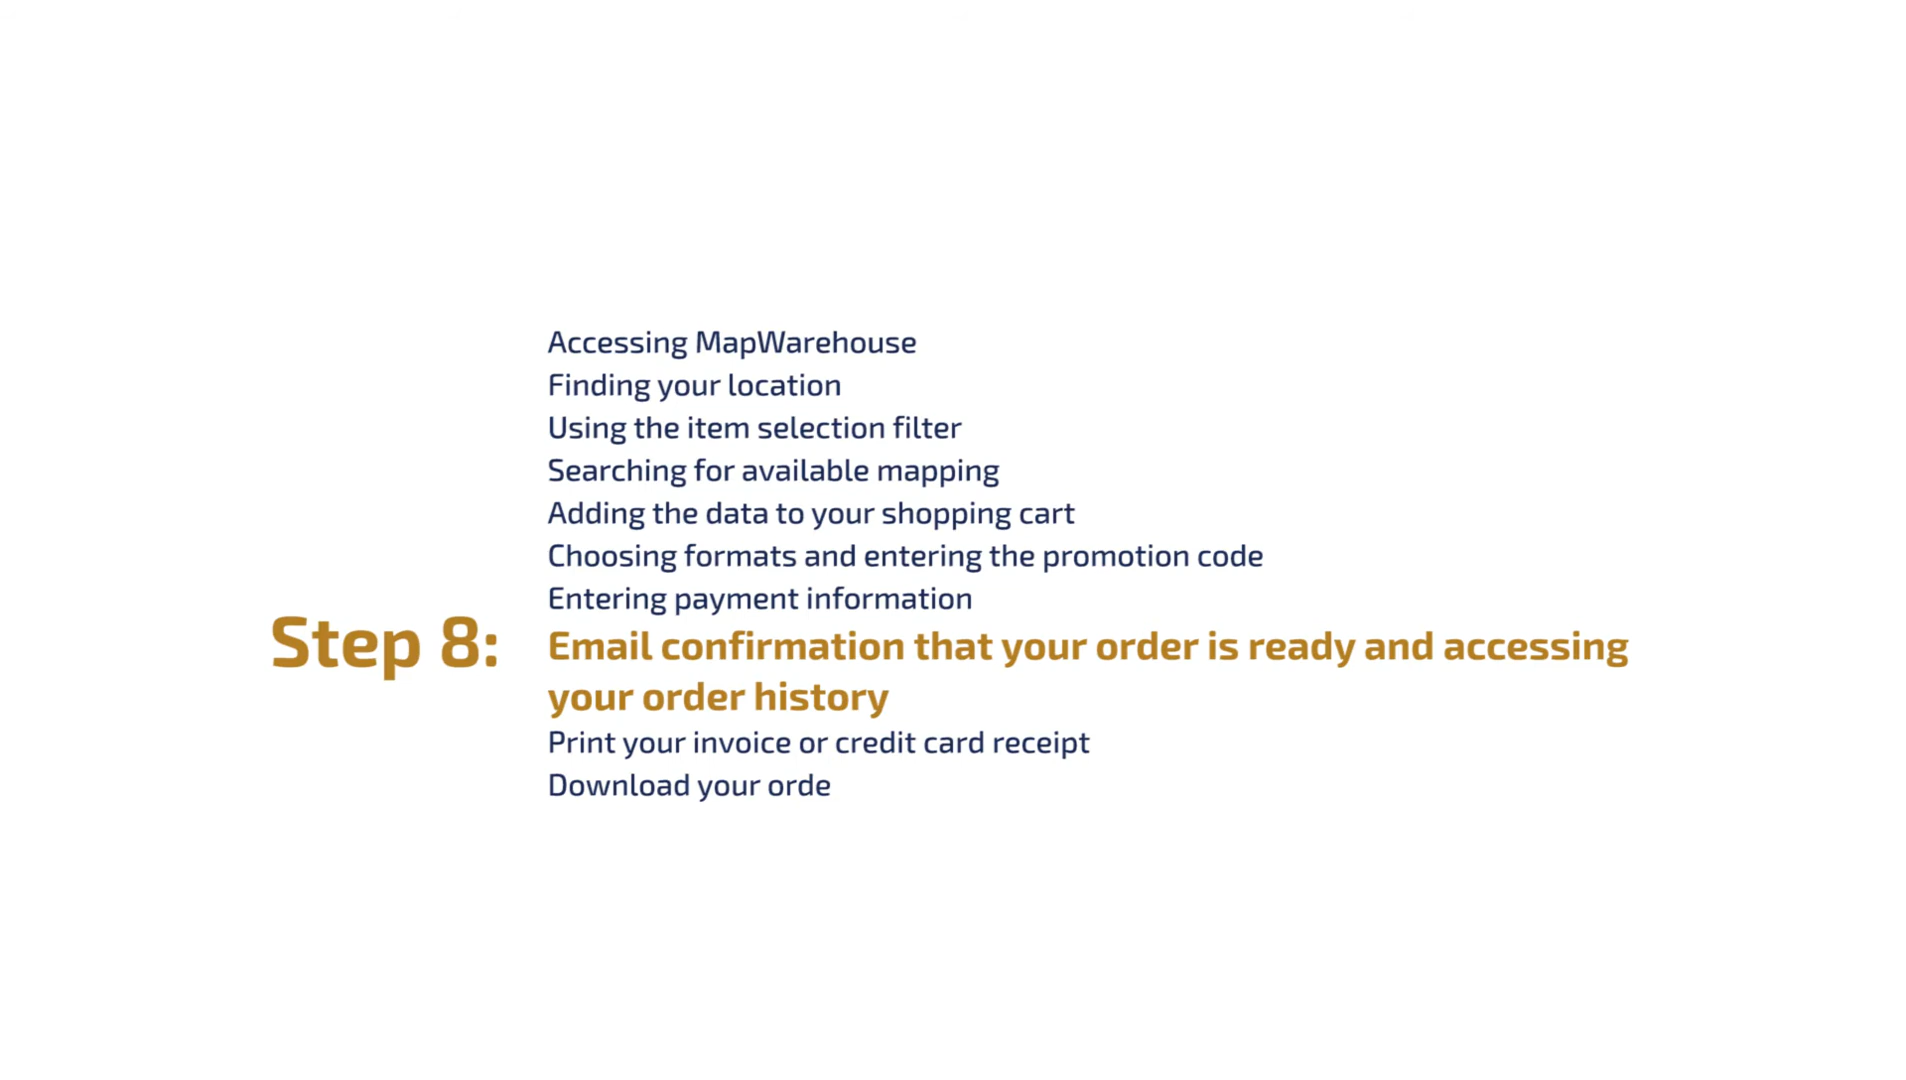 Accessing MapWarehouse
Finding your location
Using the item selection filter
Searching for available mapping
Adding the data to your shopping cart
Choosing formats and entering the promotion code
Entering payment information
Step 8: Email confirmation that your order is ready and accessing
your order history
Print your invoice or credit card receipt
Download your orde